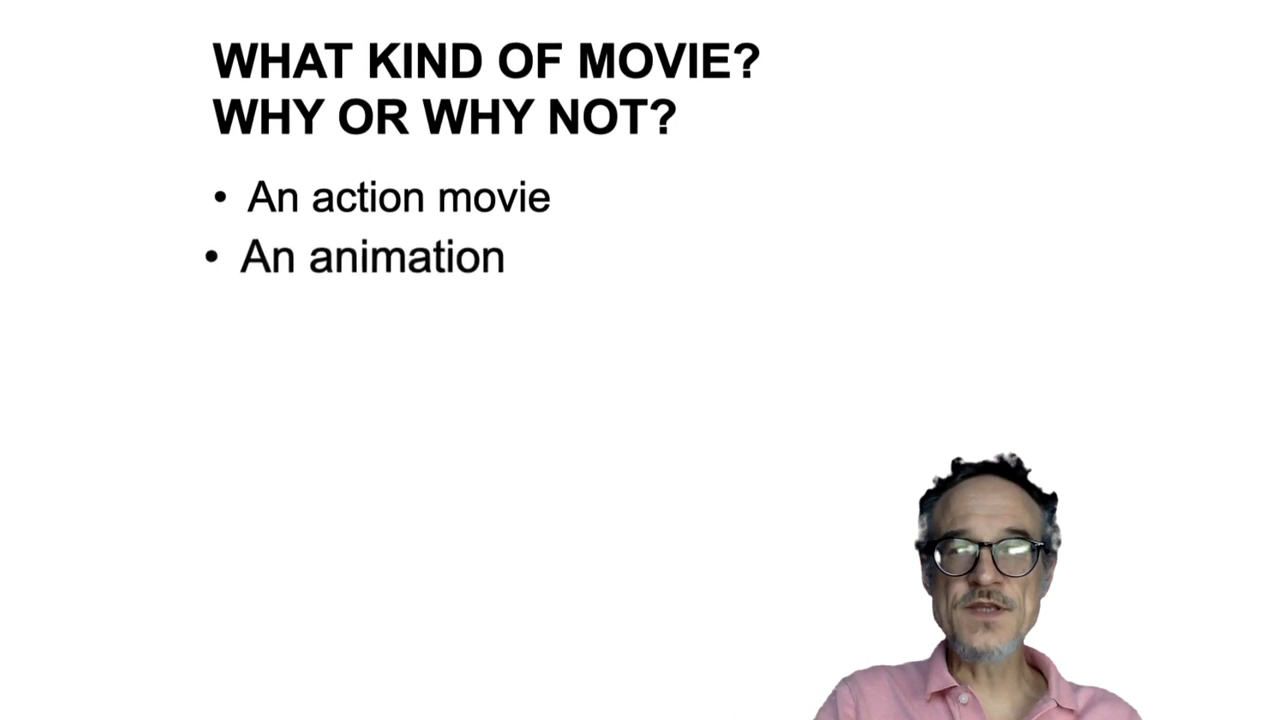 WHAT KIND OF MOVIE?
WHY OR WHY NOT?
• An action movie
• An animation